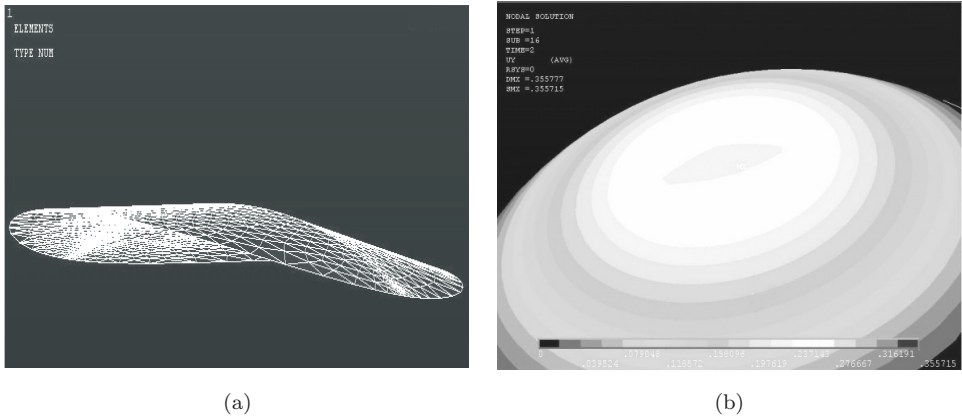 1
ELEMENTS
TYPE NUM
NODAL SOLUTION
STEP=1
SUB =16
TIME=2
UY (AVG)
RSYS=0
DMX =.355777
SMX =.355715
0 .079048 .158096 .237143 .316191
.039524 .118572 .197619 .276667 .355715
(a)
(b)